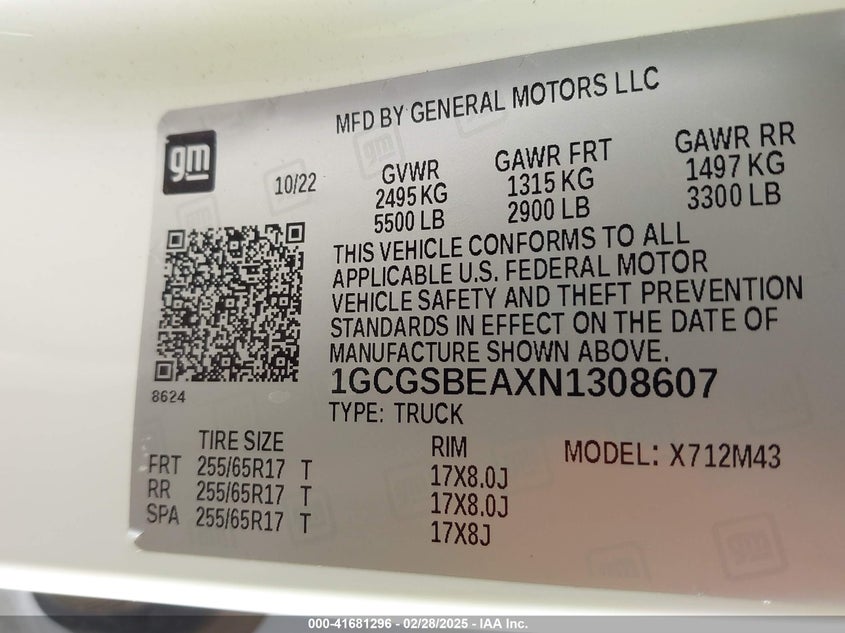 MFD BY GENERAL MOTORS LLC
gm
10/22
GVWR GAWR FRT GAWR RR
2495 KG 1315 KG 1497 KG
5500 LB 2900 LB 3300 LB
THIS VEHICLE CONFORMS TO ALL
APPLICABLE U.S. FEDERAL MOTOR
VEHICLE SAFETY AND THEFT PREVENTION
STANDARDS IN EFFECT ON THE DATE OF
MANUFACTURE SHOWN ABOVE.
8624
1GCGSBEAXN1308607
TYPE: TRUCK
TIRE SIZE RIM MODEL: X712M43
FRT 255/65R17 T 17X8.0J
RR 255/65R17 T 17X8.0J
SPA 255/65R17 T 17X8J
000-41681296 - 02/28/2025 - IAA Inc.